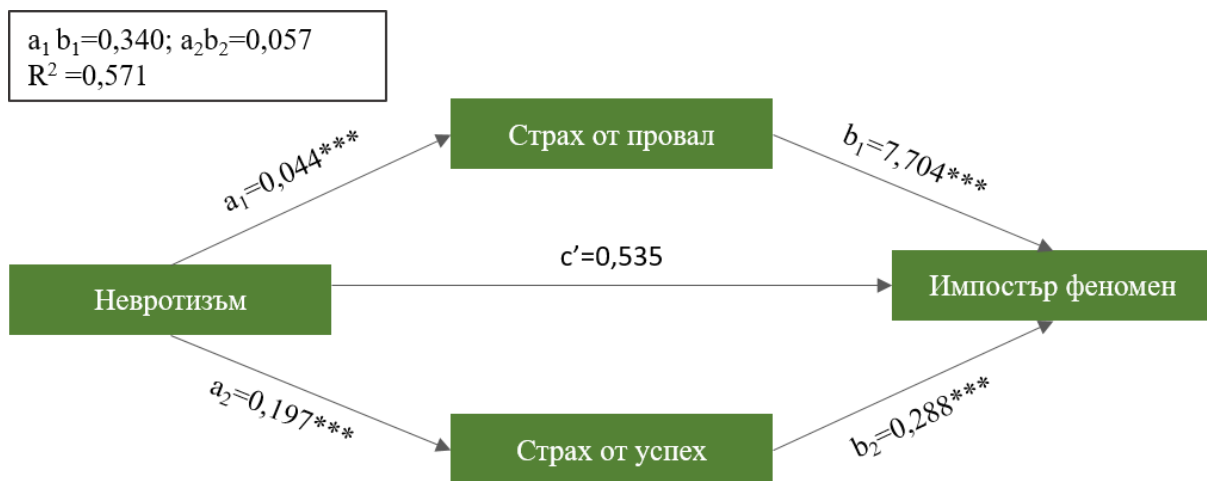 a₁ b₁=0,340; a₂b₂=0,057
R² =0,571
Страх от провал
a₁=0,044***
b₁=7,704***
c’=0,535
Невротизъм
Импостър феномен
a₂=0,197***
b₂=0,288***
Страх от успех